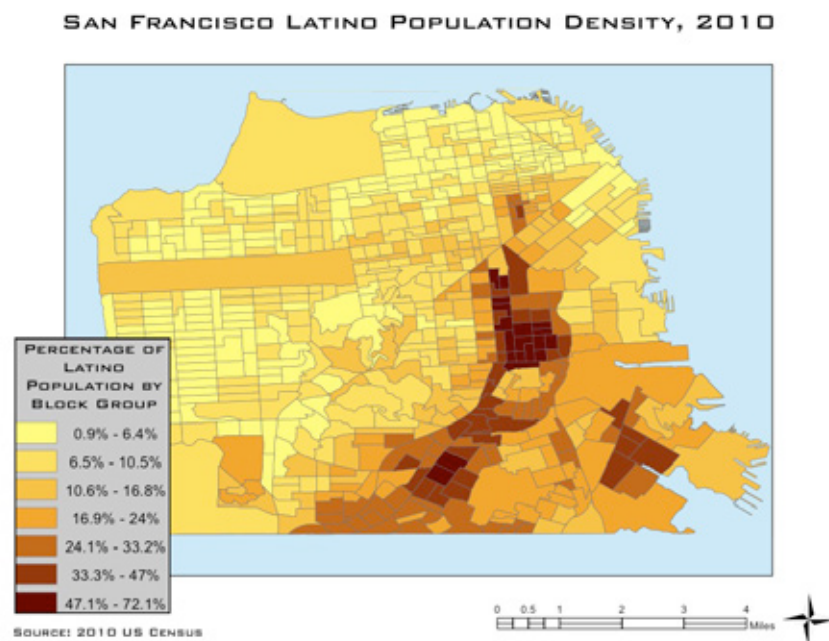 San Francisco Latino Population Density, 2010
Percentage of
Latino
Population by
Block Group
0.9% - 6.4%
6.5% - 10.5%
10.6% - 16.8%
16.9% - 24%
24.1% - 33.2%
33.3% - 47%
47.1% - 72.1%
0 0.5 1 2 3 4
Miles
Source: 2010 US Census